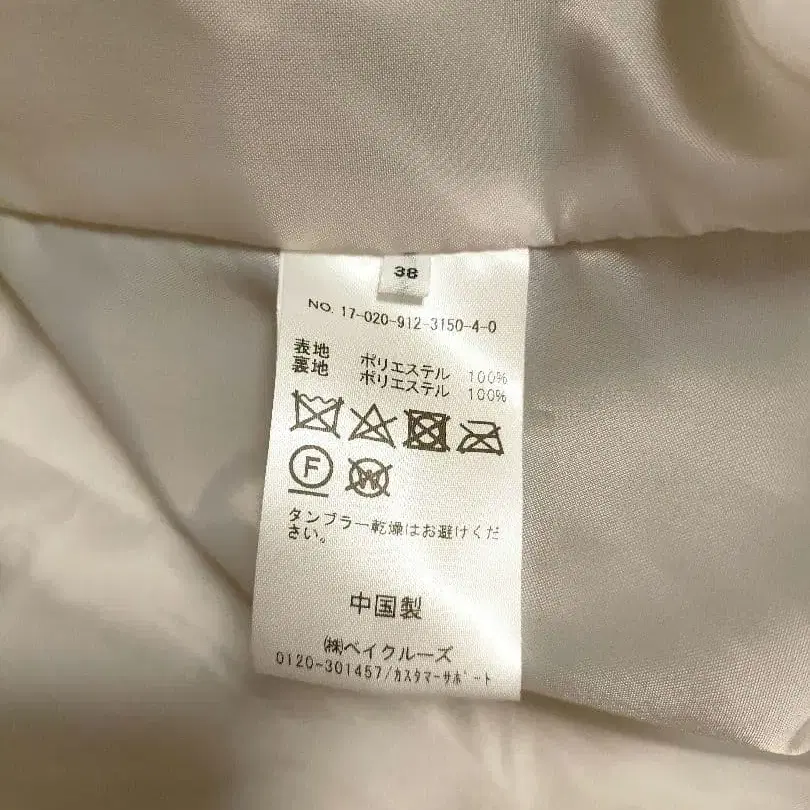 38
NO. 17-020-912-3150-4-0
表地 ポリエステル 100%
裏地 ポリエステル 100%
F W
タンブラー乾燥はお避けくだ
さい。
中国製
㈱ベイクルーズ
0120-301457/カスタマーサポート